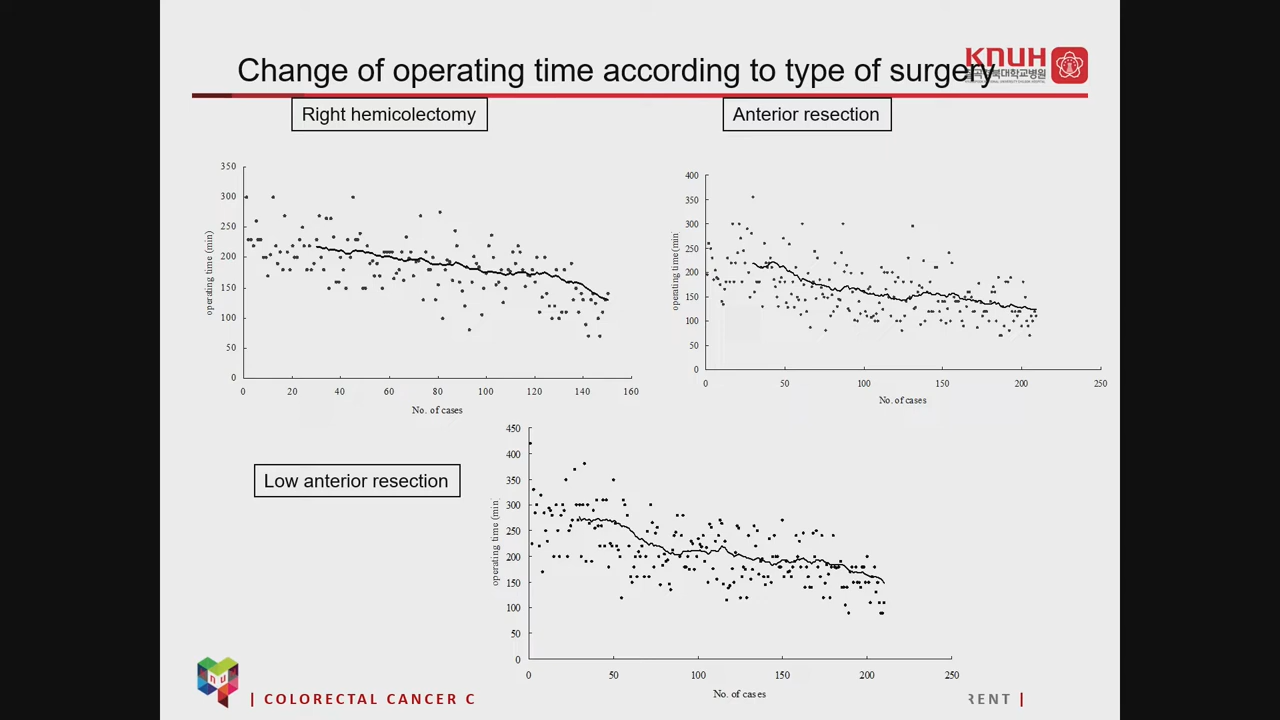 Change of operating time according to type of surgery
KNUH
Right hemicolectomy
Anterior resection
350
300
250
200
150
100
50
0
operating time (min)
0 20 40 60 80 100 120 140 160
No. of cases
400
350
300
250
200
150
100
50
0
operating time (min
0 50 100 150 200 250
No. of cases
Low anterior resection
450
400
350
300
250
200
150
100
50
0
operating time (min
0 50 100 150 200 250
No. of cases
| COLORECTAL CANCER C
RENT |